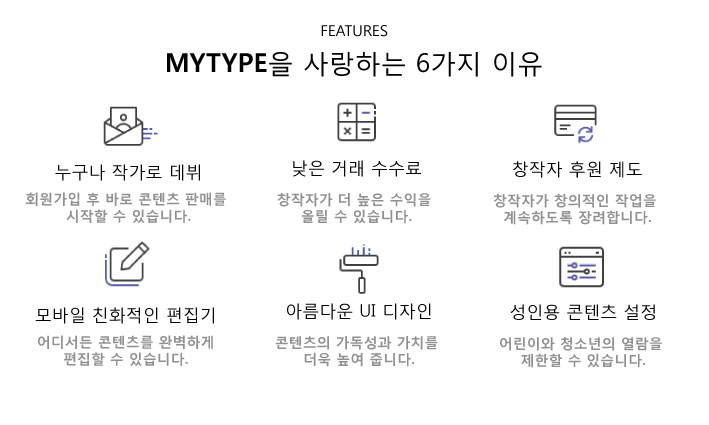 FEATURES
MYTYPE을 사랑하는 6가지 이유
누구나 작가로 데뷔
회원가입 후 바로 콘텐츠 판매를
시작할 수 있습니다.
낮은 거래 수수료
창작자가 더 높은 수익을
올릴 수 있습니다.
창작자 후원 제도
창작자가 창의적인 작업을
계속하도록 장려합니다.
모바일 친화적인 편집기
어디서든 콘텐츠를 완벽하게
편집할 수 있습니다.
아름다운 UI 디자인
콘텐츠의 가독성과 가치를
더욱 높여 줍니다.
성인용 콘텐츠 설정
어린이와 청소년의 열람을
제한할 수 있습니다.